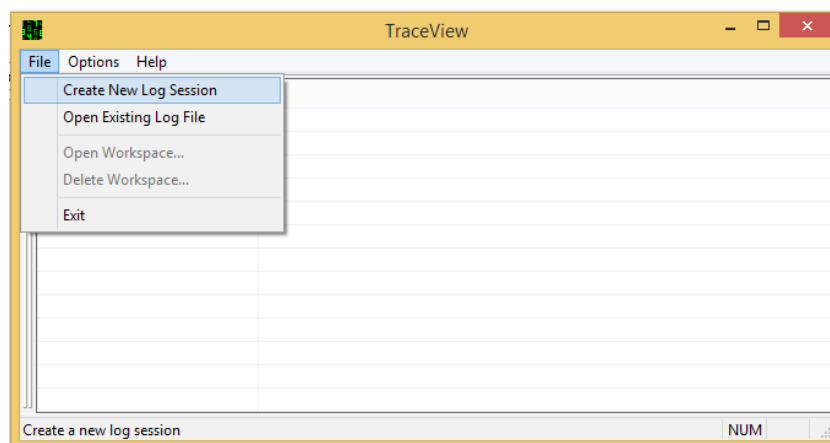 TraceView
File Options Help
Create New Log Session
Open Existing Log File
Open Workspace...
Delete Workspace...
Exit
Create a new log session NUM